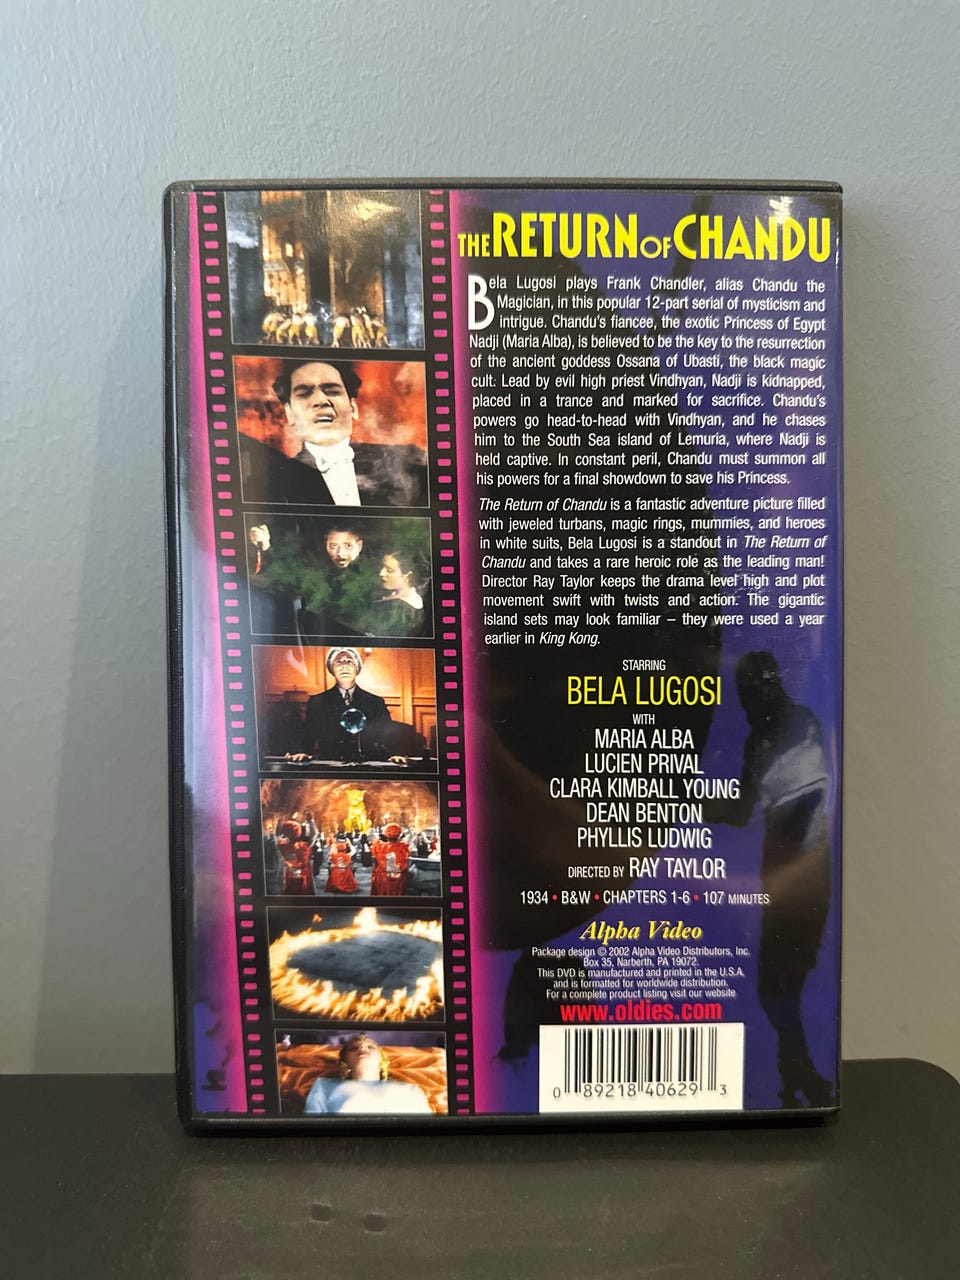 THE RETURN OF CHANDU
Bela Lugosi plays Frank Chandler, alias Chandu the
Magician, in this popular 12-part serial of mysticism and
intrigue. Chandu's fiancee, the exotic Princess of Egypt
Nadji (Maria Alba), is believed to be the key to the resurrection
of the ancient goddess Ossana of Ubasti, the black magic
cult. Lead by evil high priest Vindhyan, Nadji is kidnapped,
placed in a trance and marked for sacrifice. Chandu's
powers go head-to-head with Vindhyan, and he chases
him to the South Sea island of Lemuria, where Nadji is
held captive. In constant peril, Chandu must summon all
his powers for a final showdown to save his Princess.
The Return of Chandu is a fantastic adventure picture filled
with jeweled turbans, magic rings, mummies, and heroes
in white suits, Bela Lugosi is a standout in The Return of
Chandu and takes a rare heroic role as the leading man!
Director Ray Taylor keeps the drama level high and plot
movement swift with twists and action. The gigantic
island sets may look familiar – they were used a year
earlier in King Kong.
STARRING
BELA LUGOSI
WITH
MARIA ALBA
LUCIEN PRIVAL
CLARA KIMBALL YOUNG
DEAN BENTON
PHYLLIS LUDWIG
DIRECTED BY RAY TAYLOR
1934 • B&W • CHAPTERS 1-6 • 107 MINUTES
Alpha Video
Package design © 2002 Alpha Video Distributors, Inc.
Box 35, Narberth, PA 19072.
This DVD is manufactured and printed in the U.S.A.
and is formatted for worldwide distribution.
For a complete product listing visit our website
www.oldies.com
0 89218 40629 3